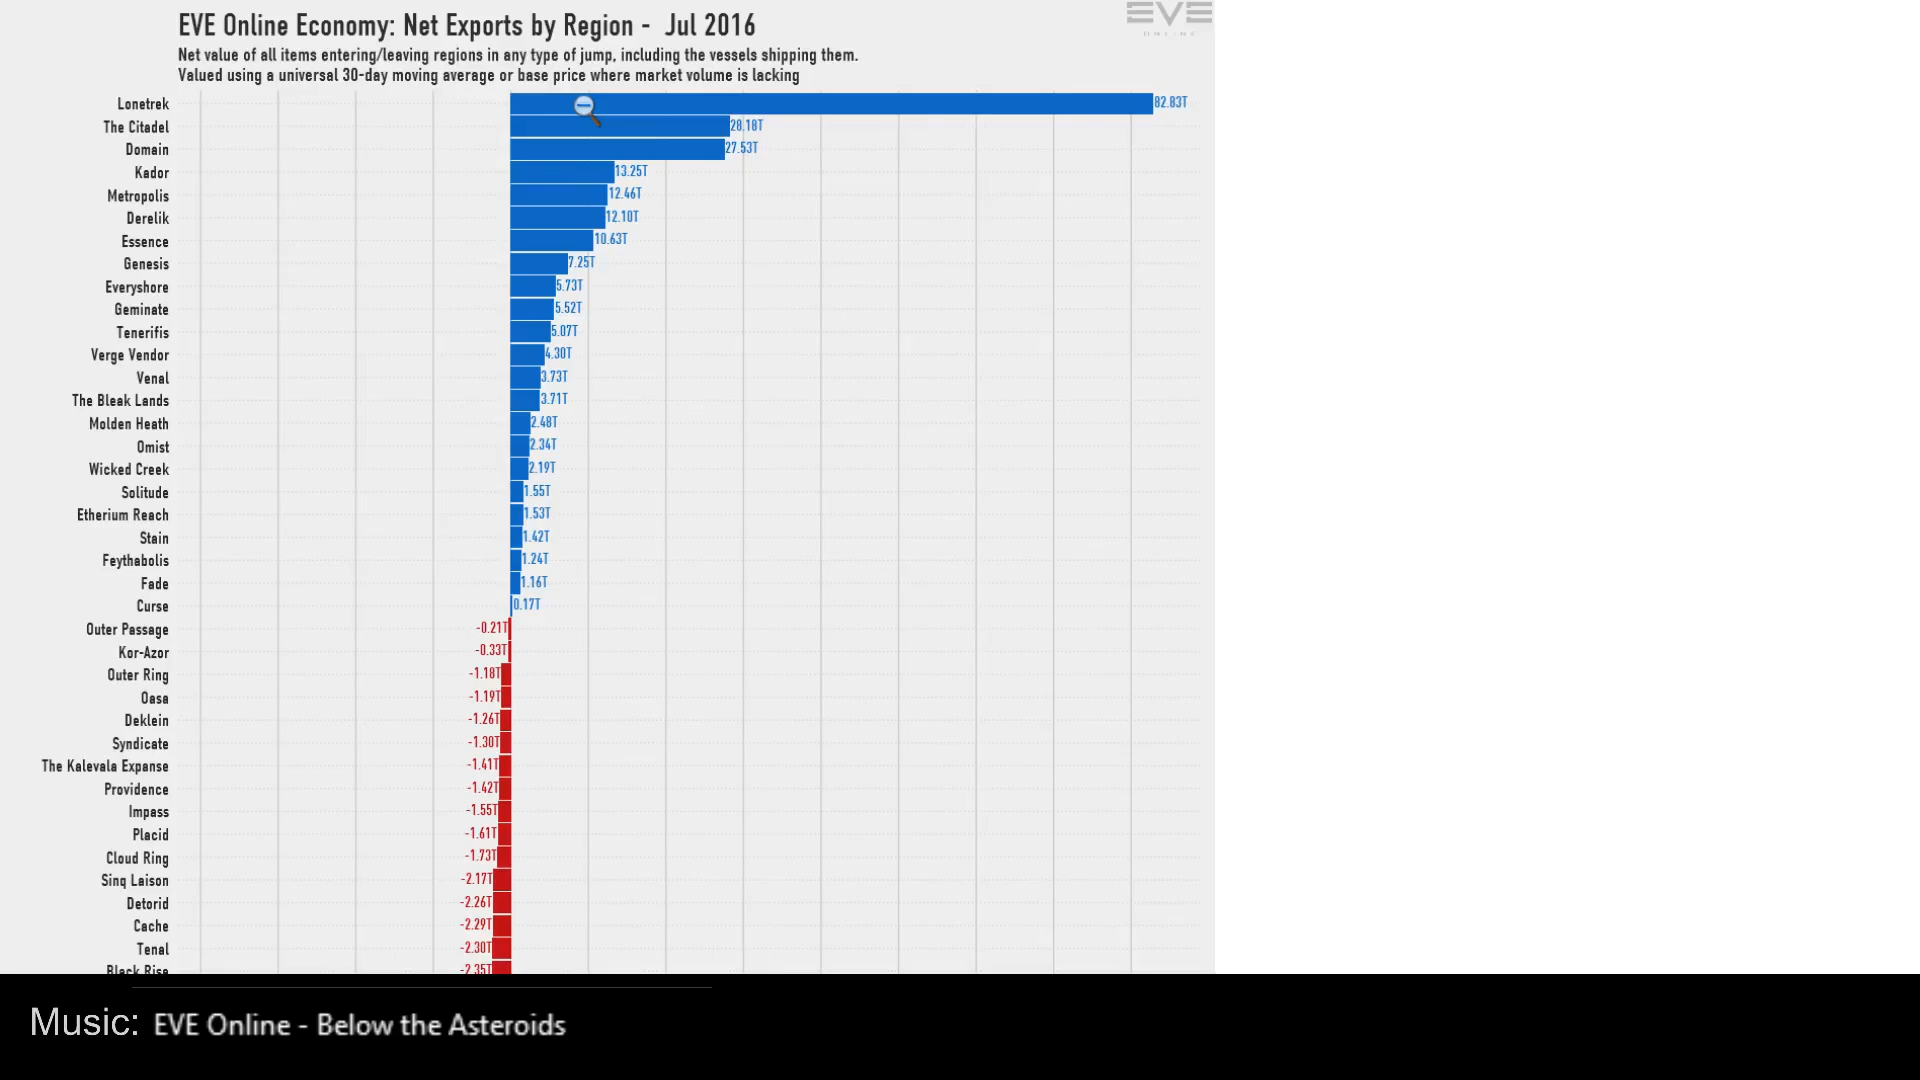 EVE Online Economy: Net Exports by Region - Jul 2016
EVE
ONLINE
Net value of all items entering/leaving regions in any type of jump, including the vessels shipping them.
Valued using a universal 30-day moving average or base price where market volume is lacking
Lonetrek 82.83T
The Citadel 28.18T
Domain 27.53T
Kador 13.25T
Metropolis 12.46T
Derelik 12.10T
Essence 10.63T
Genesis 7.25T
Everyshore 5.73T
Geminate 5.52T
Tenerifis 5.07T
Verge Vendor 4.30T
Venal 3.73T
The Bleak Lands 3.71T
Molden Heath 2.48T
Omist 2.34T
Wicked Creek 2.19T
Solitude 1.55T
Etherium Reach 1.53T
Stain 1.42T
Feythabolis 1.24T
Fade 1.16T
Curse 0.17T
Outer Passage -0.21T
Kor-Azor -0.33T
Outer Ring -1.18T
Oasa -1.19T
Deklein -1.26T
Syndicate -1.30T
The Kalevala Expanse -1.41T
Providence -1.42T
Impass -1.55T
Placid -1.61T
Cloud Ring -1.73T
Sinq Laison -2.17T
Detorid -2.26T
Cache -2.29T
Tenal -2.30T
Black Rise -2.35T
Music: EVE Online - Below the Asteroids